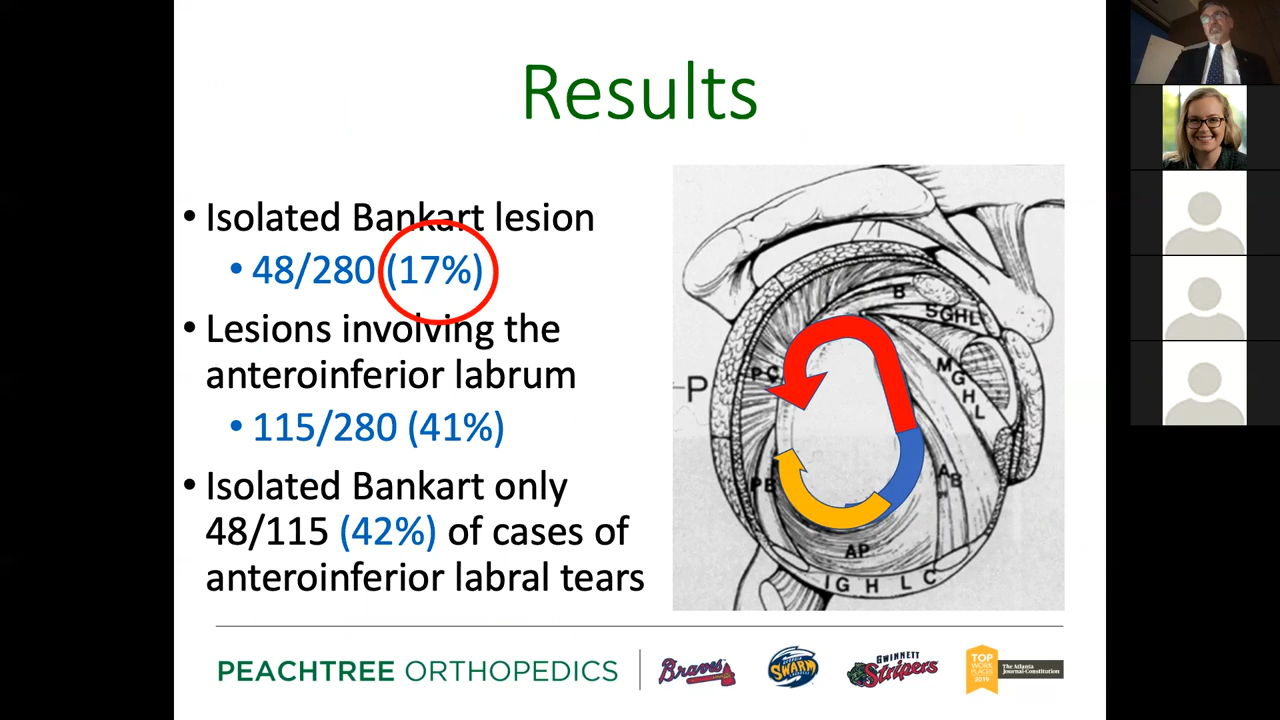 Results
• Isolated Bankart lesion
• 48/280 (17%)
• Lesions involving the
anteroinferior labrum
• 115/280 (41%)
• Isolated Bankart only
48/115 (42%) of cases of
anteroinferior labral tears
B
SGHL
MGHL
PC
P
AB
PB
AP
IGHLC
PEACHTREE ORTHOPEDICS
Braves
SWARM
GWINNETT
Stripers
TOP
WORK
PLACES
2019
The Atlanta
Journal-Constitution